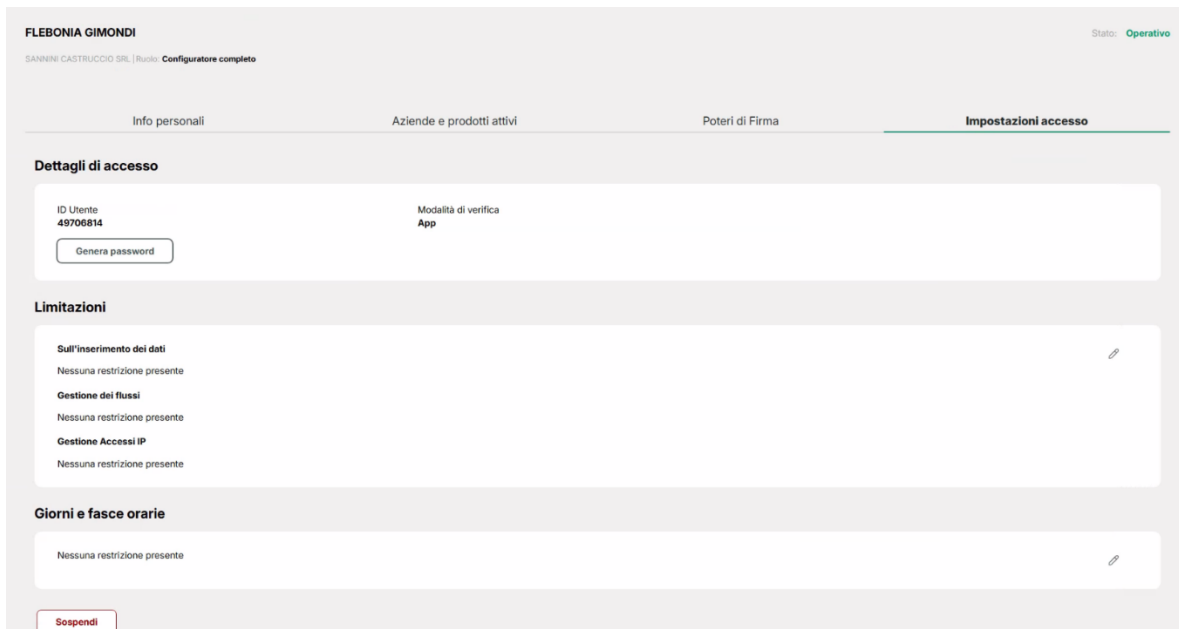 FLEBONIA GIMONDI
Stato: Operativo
SANNINI CASTRUCCIO SRL | Ruolo: Configuratore completo
Info personali
Aziende e prodotti attivi
Poteri di Firma
Impostazioni accesso
Dettagli di accesso
ID Utente
49706814
Modalità di verifica
App
Genera password
Limitazioni
Sull'inserimento dei dati
Nessuna restrizione presente
Gestione dei flussi
Nessuna restrizione presente
Gestione Accessi IP
Nessuna restrizione presente
Giorni e fasce orarie
Nessuna restrizione presente
Sospendi